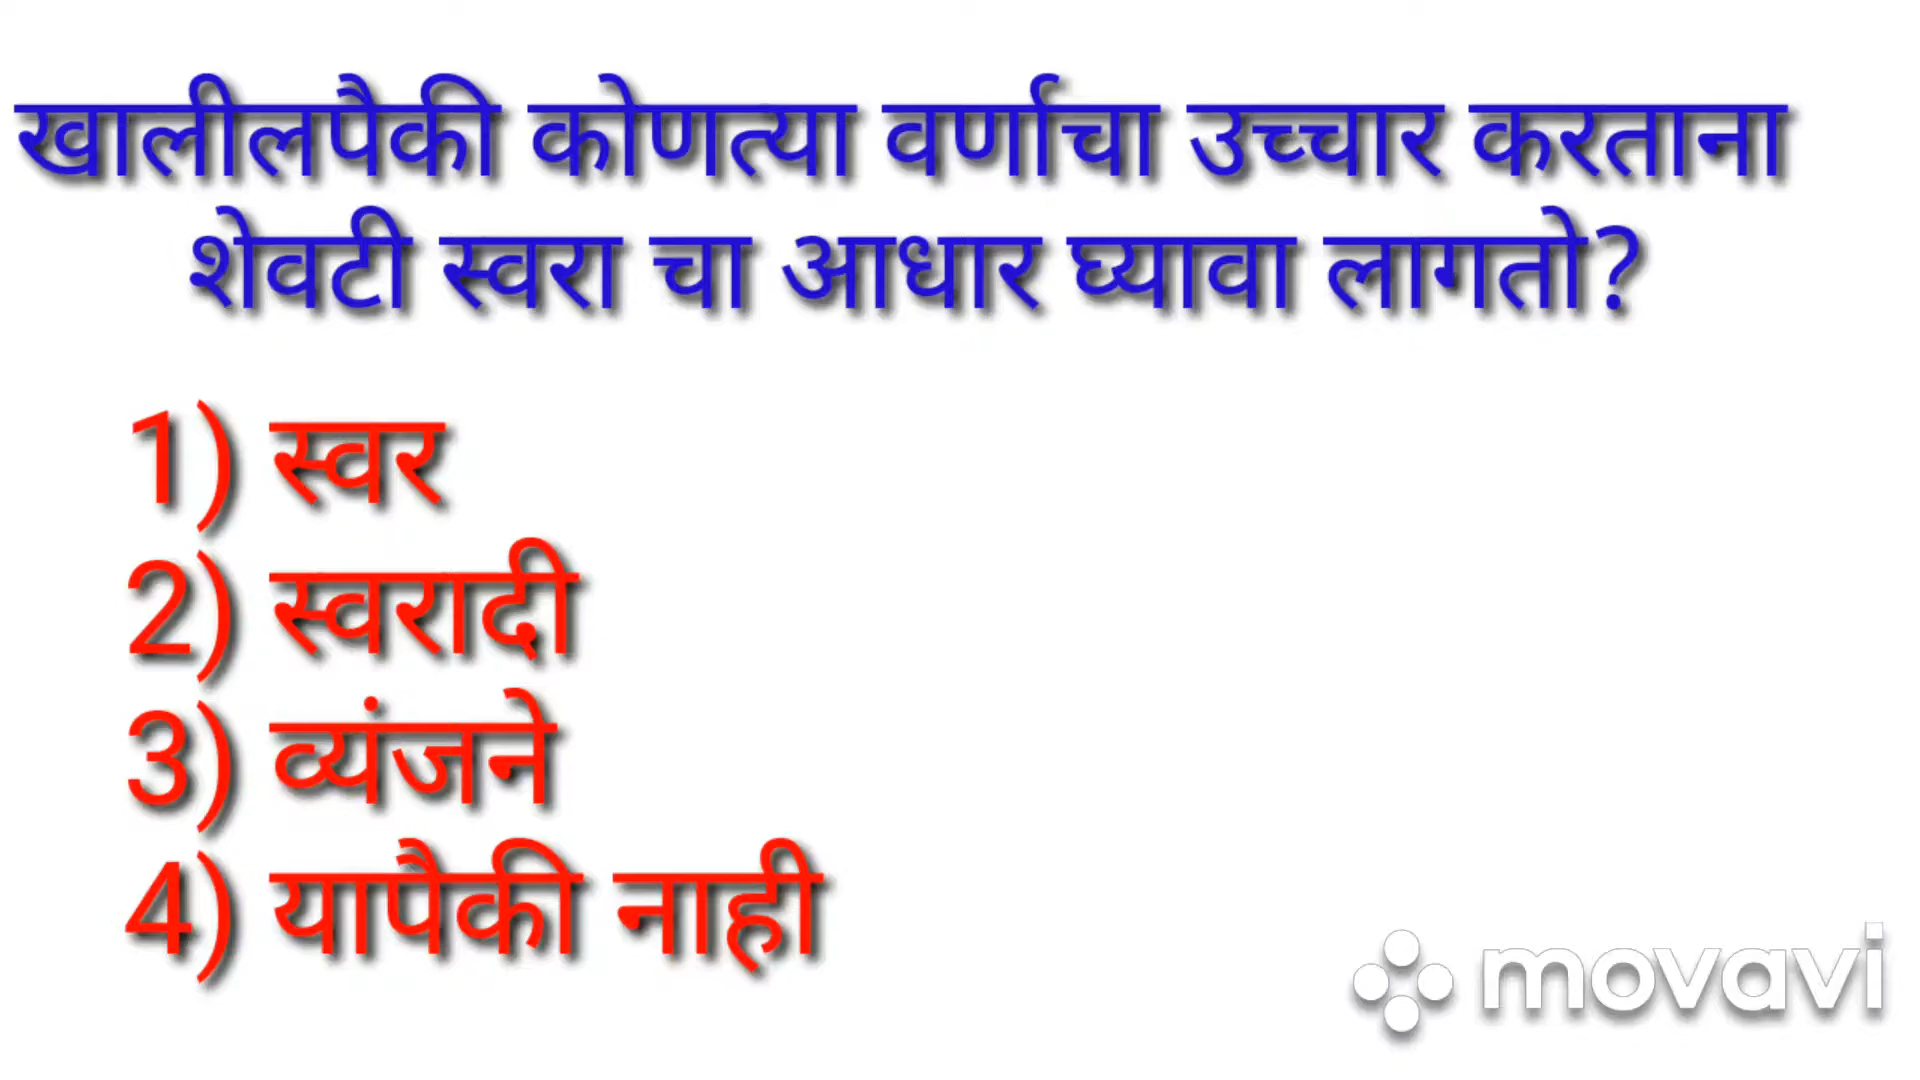 खालीलपैकी कोणत्या वर्णाचा उच्चार करताना
शेवटी स्वरा चा आधार घ्यावा लागतो?
1) स्वर
2) स्वरादी
3) व्यंजने
4) यापैकी नाही
movavi